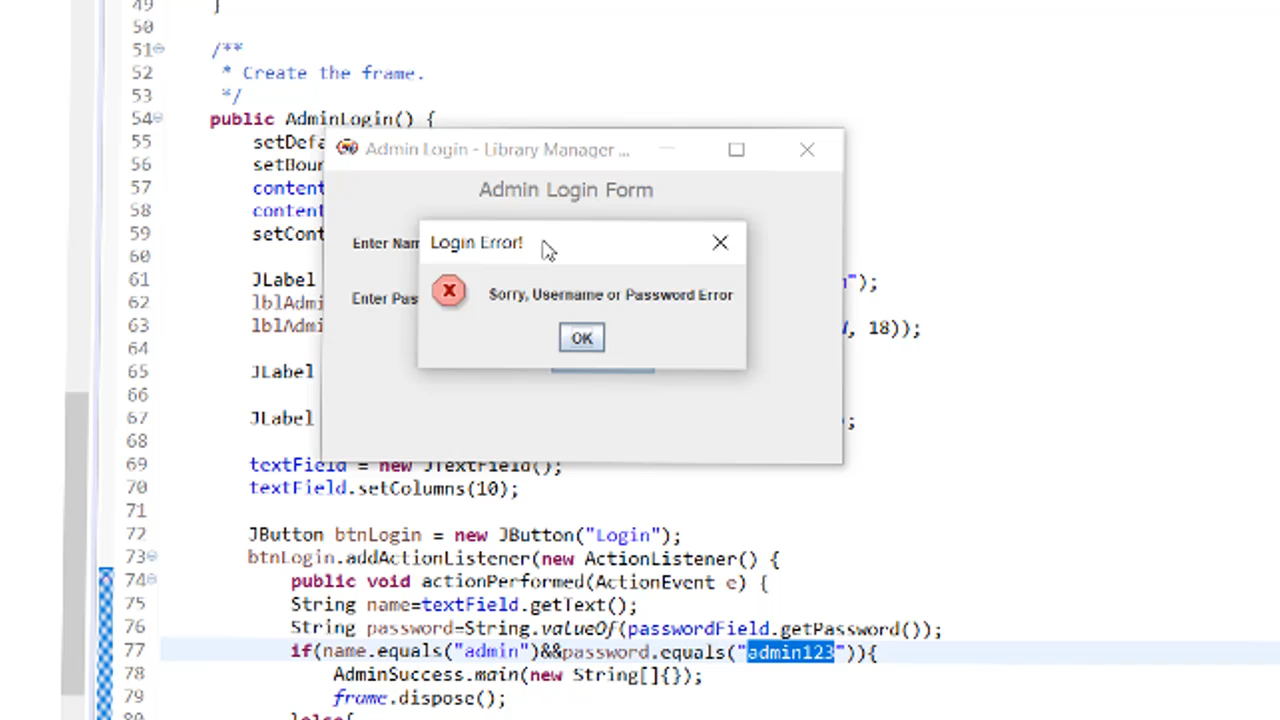 49 }
50
51 /**
52 * Create the frame.
53 */
54 public AdminLogin() {
55 setDefa
56 setBour
57 content
58 content
59 setCont
60
61 JLabel n");
62 lblAdmi
63 lblAdmi , 18));
64
65 JLabel
66
67 JLabel ;
68
69 textField = new JTextField();
70 textField.setColumns(10);
71
72 JButton btnLogin = new JButton("Login");
73 btnLogin.addActionListener(new ActionListener() {
74 public void actionPerformed(ActionEvent e) {
75 String name=textField.getText();
76 String password=String.valueOf(passwordField.getPassword());
77 if(name.equals("admin")&&password.equals("admin123")){
78 AdminSuccess.main(new String[]{});
79 frame.dispose();
80 }else{
Admin Login - Library Manager ...
Admin Login Form
Enter Nam
Enter Pas
Login Error!
Sorry, Username or Password Error
OK